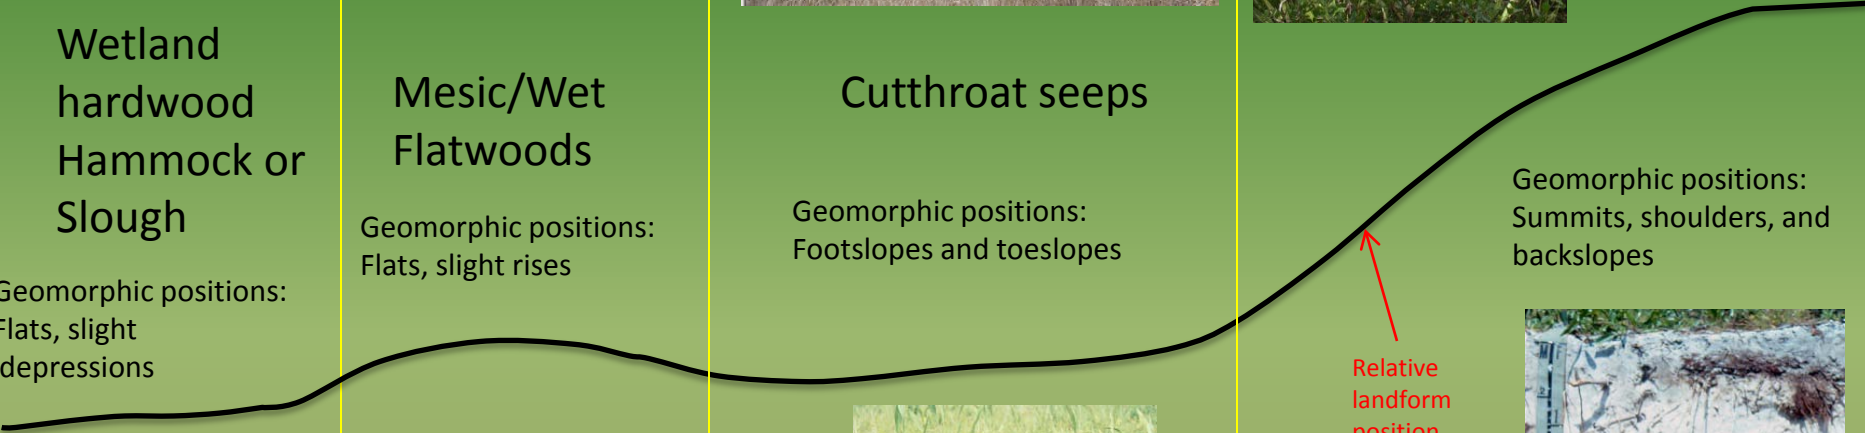 Wetland
hardwood
Hammock or
Slough
Geomorphic positions:
Flats, slight
depressions
Mesic/Wet
Flatwoods
Geomorphic positions:
Flats, slight rises
Cutthroat seeps
Geomorphic positions:
Footslopes and toeslopes
Geomorphic positions:
Summits, shoulders, and
backslopes
Relative
landform
position